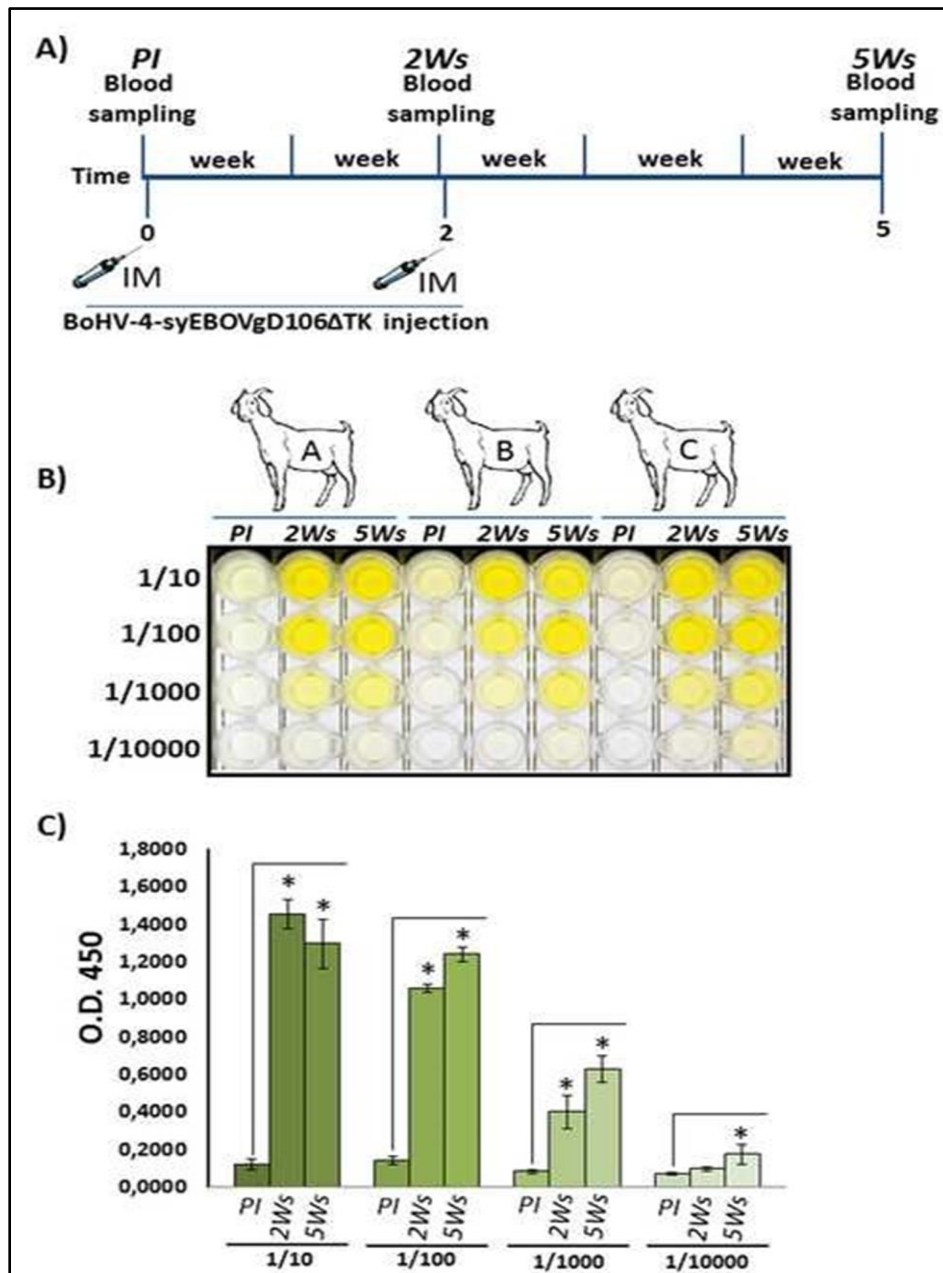 A)
PI 2Ws 5Ws
Blood Blood Blood
sampling sampling sampling
Time week week week week week
0 2 5
IM IM
BoHV-4-syEBOVgD106ΔTK injection
B)
A B C
PI 2Ws 5Ws PI 2Ws 5Ws PI 2Ws 5Ws
1/10
1/100
1/1000
1/10000
C)
O.D. 450
1,8000
1,6000
1,4000
1,2000
1,0000
0,8000
0,6000
0,4000
0,2000
0,0000
* *
* *
* *
*
PI 2Ws 5Ws PI 2Ws 5Ws PI 2Ws 5Ws PI 2Ws 5Ws
1/10 1/100 1/1000 1/10000